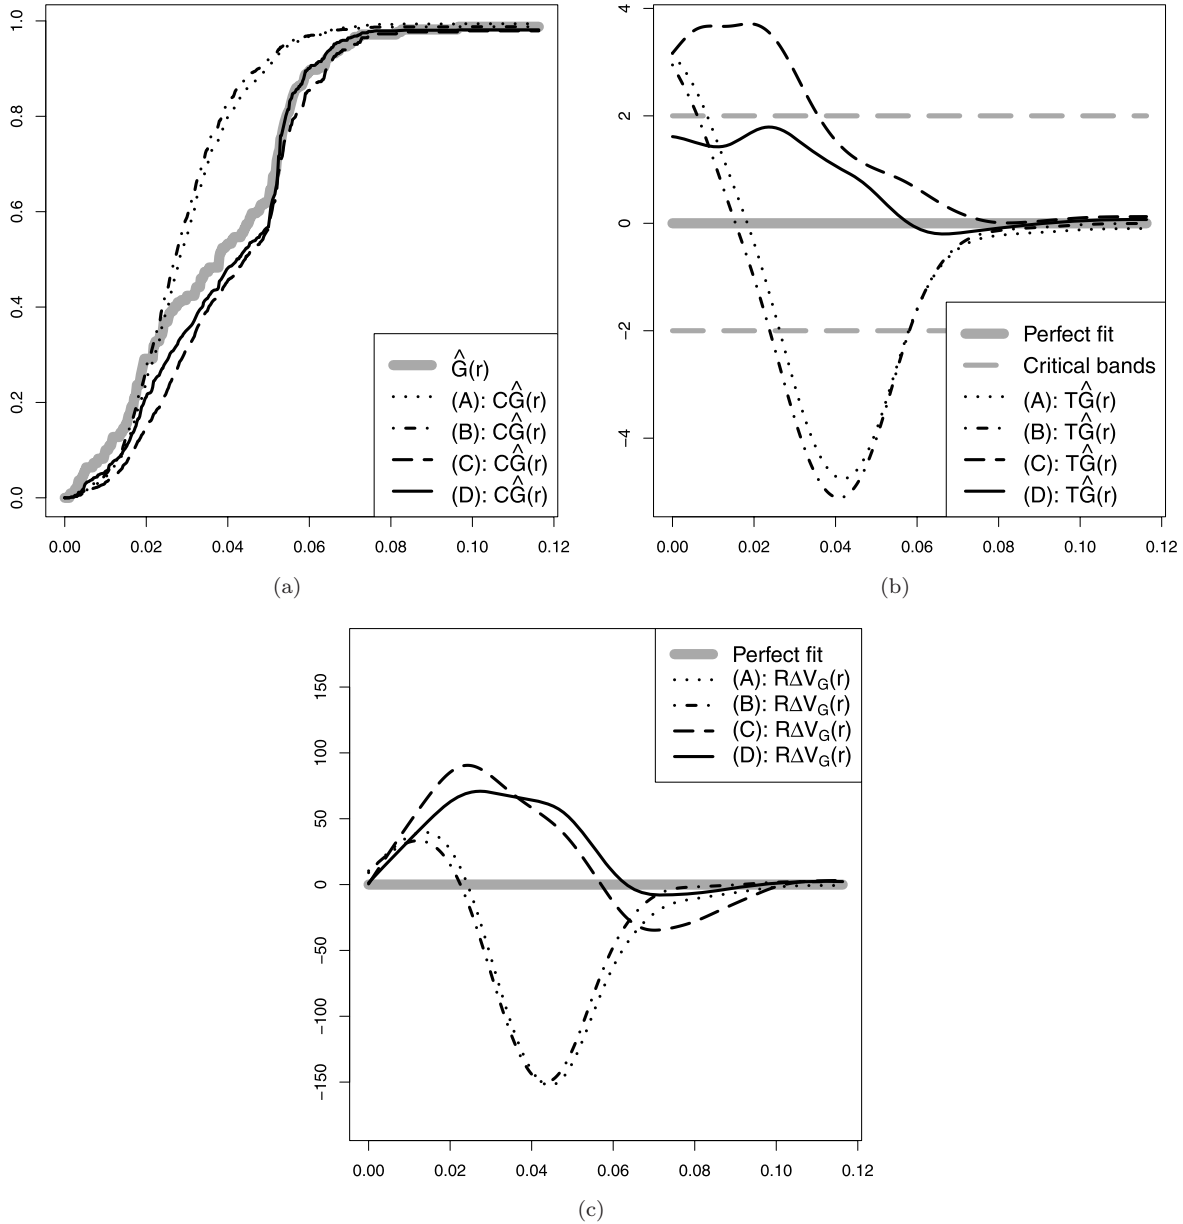 1.0
0.8
0.6
0.4
0.2
0.0
Ĝ(r)
(A): CĜ(r)
(B): CĜ(r)
(C): CĜ(r)
(D): CĜ(r)
0.00 0.02 0.04 0.06 0.08 0.10 0.12
(a)
4
2
0
−2
−4
Perfect fit
Critical bands
(A): TĜ(r)
(B): TĜ(r)
(C): TĜ(r)
(D): TĜ(r)
0.00 0.02 0.04 0.06 0.08 0.10 0.12
(b)
150
100
50
0
−50
−100
−150
Perfect fit
(A): RΔV_G(r)
(B): RΔV_G(r)
(C): RΔV_G(r)
(D): RΔV_G(r)
0.00 0.02 0.04 0.06 0.08 0.10 0.12
(c)